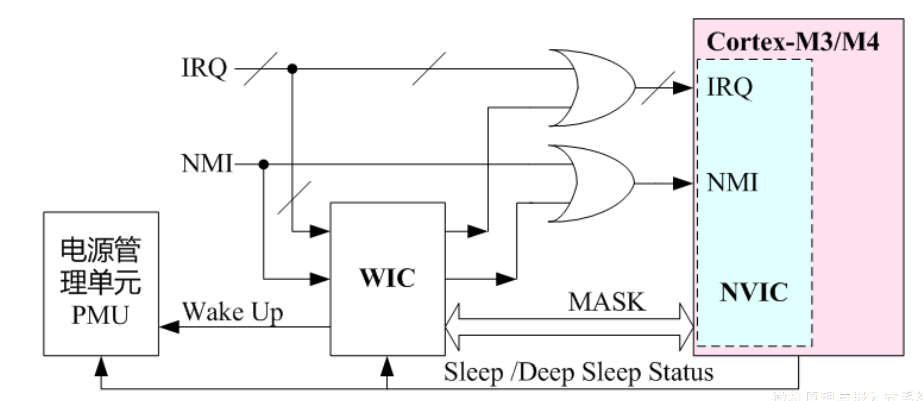 Cortex-M3/M4
IRQ
IRQ
NMI
NMI
电源管
理单元
PMU
WIC
NVIC
Wake Up
MASK
Sleep /Deep Sleep Status